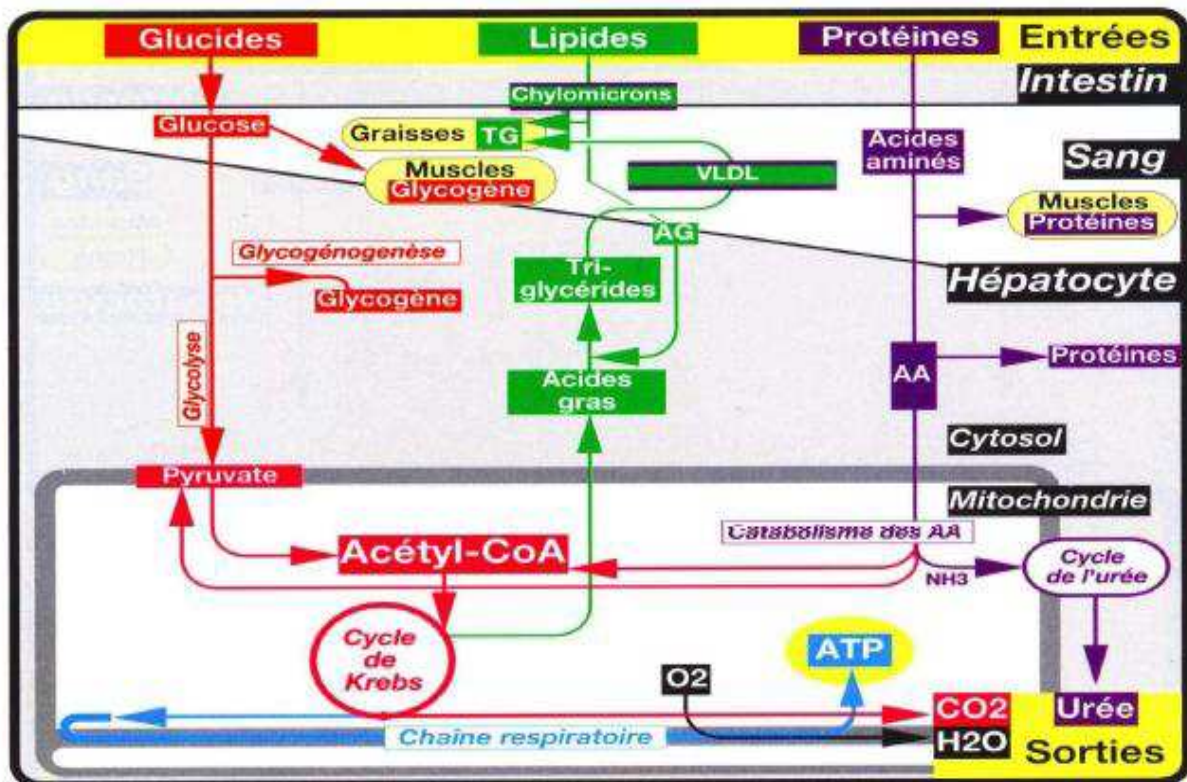 Glucides
Lipides
Protéines
Entrées
Intestin
Chylomicrons
Glucose
Graisses TG
Acides
aminés
Sang
Muscles
Glycogène
VLDL
Muscles
Protéines
AG
Glycogénogenèse
Glycogène
Tri-
glycérides
Hépatocyte
Glycolyse
Acides
gras
AA
Protéines
Cytosol
Pyruvate
Mitochondrie
Catabolisme des AA
Acétyl-CoA
NH3
Cycle
de l'urée
Cycle
de
Krebs
ATP
O2
CO2
Urée
Chaîne respiratoire
H2O
Sorties